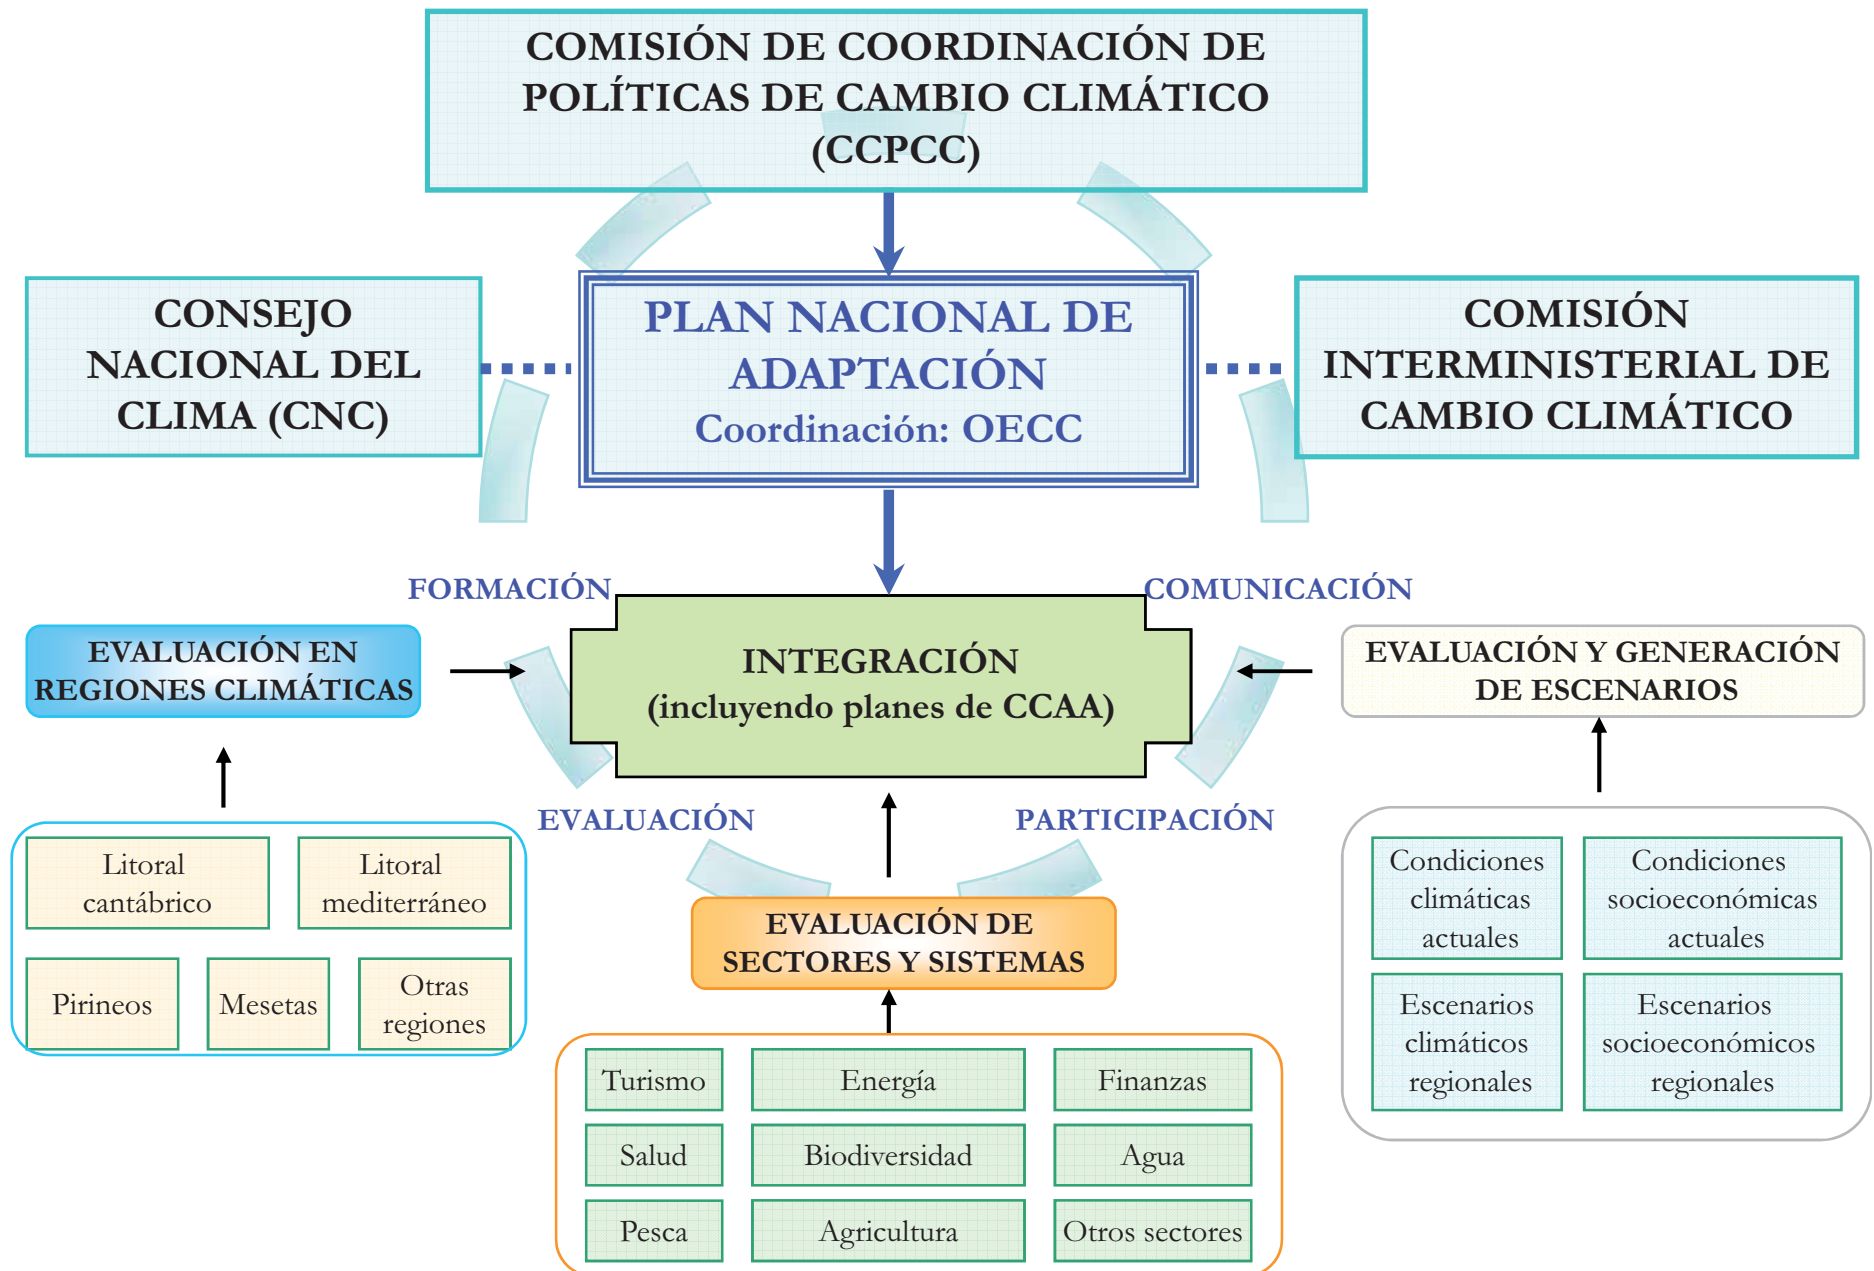 COMISIÓN DE COORDINACIÓN DE
POLÍTICAS DE CAMBIO CLIMÁTICO
(CCPCC)
CONSEJO
NACIONAL DEL
CLIMA (CNC)
PLAN NACIONAL DE
ADAPTACIÓN
Coordinación: OECC
COMISIÓN
INTERMINISTERIAL DE
CAMBIO CLIMÁTICO
FORMACIÓN
COMUNICACIÓN
EVALUACIÓN EN
REGIONES CLIMÁTICAS
INTEGRACIÓN
(incluyendo planes de CCAA)
EVALUACIÓN Y GENERACIÓN
DE ESCENARIOS
EVALUACIÓN
PARTICIPACIÓN
Litoral
cantábrico
Litoral
mediterráneo
Pirineos
Mesetas
Otras
regiones
EVALUACIÓN DE
SECTORES Y SISTEMAS
Condiciones
climáticas
actuales
Condiciones
socioeconómicas
actuales
Escenarios
climáticos
regionales
Escenarios
socioeconómicos
regionales
Turismo
Energía
Finanzas
Salud
Biodiversidad
Agua
Pesca
Agricultura
Otros sectores